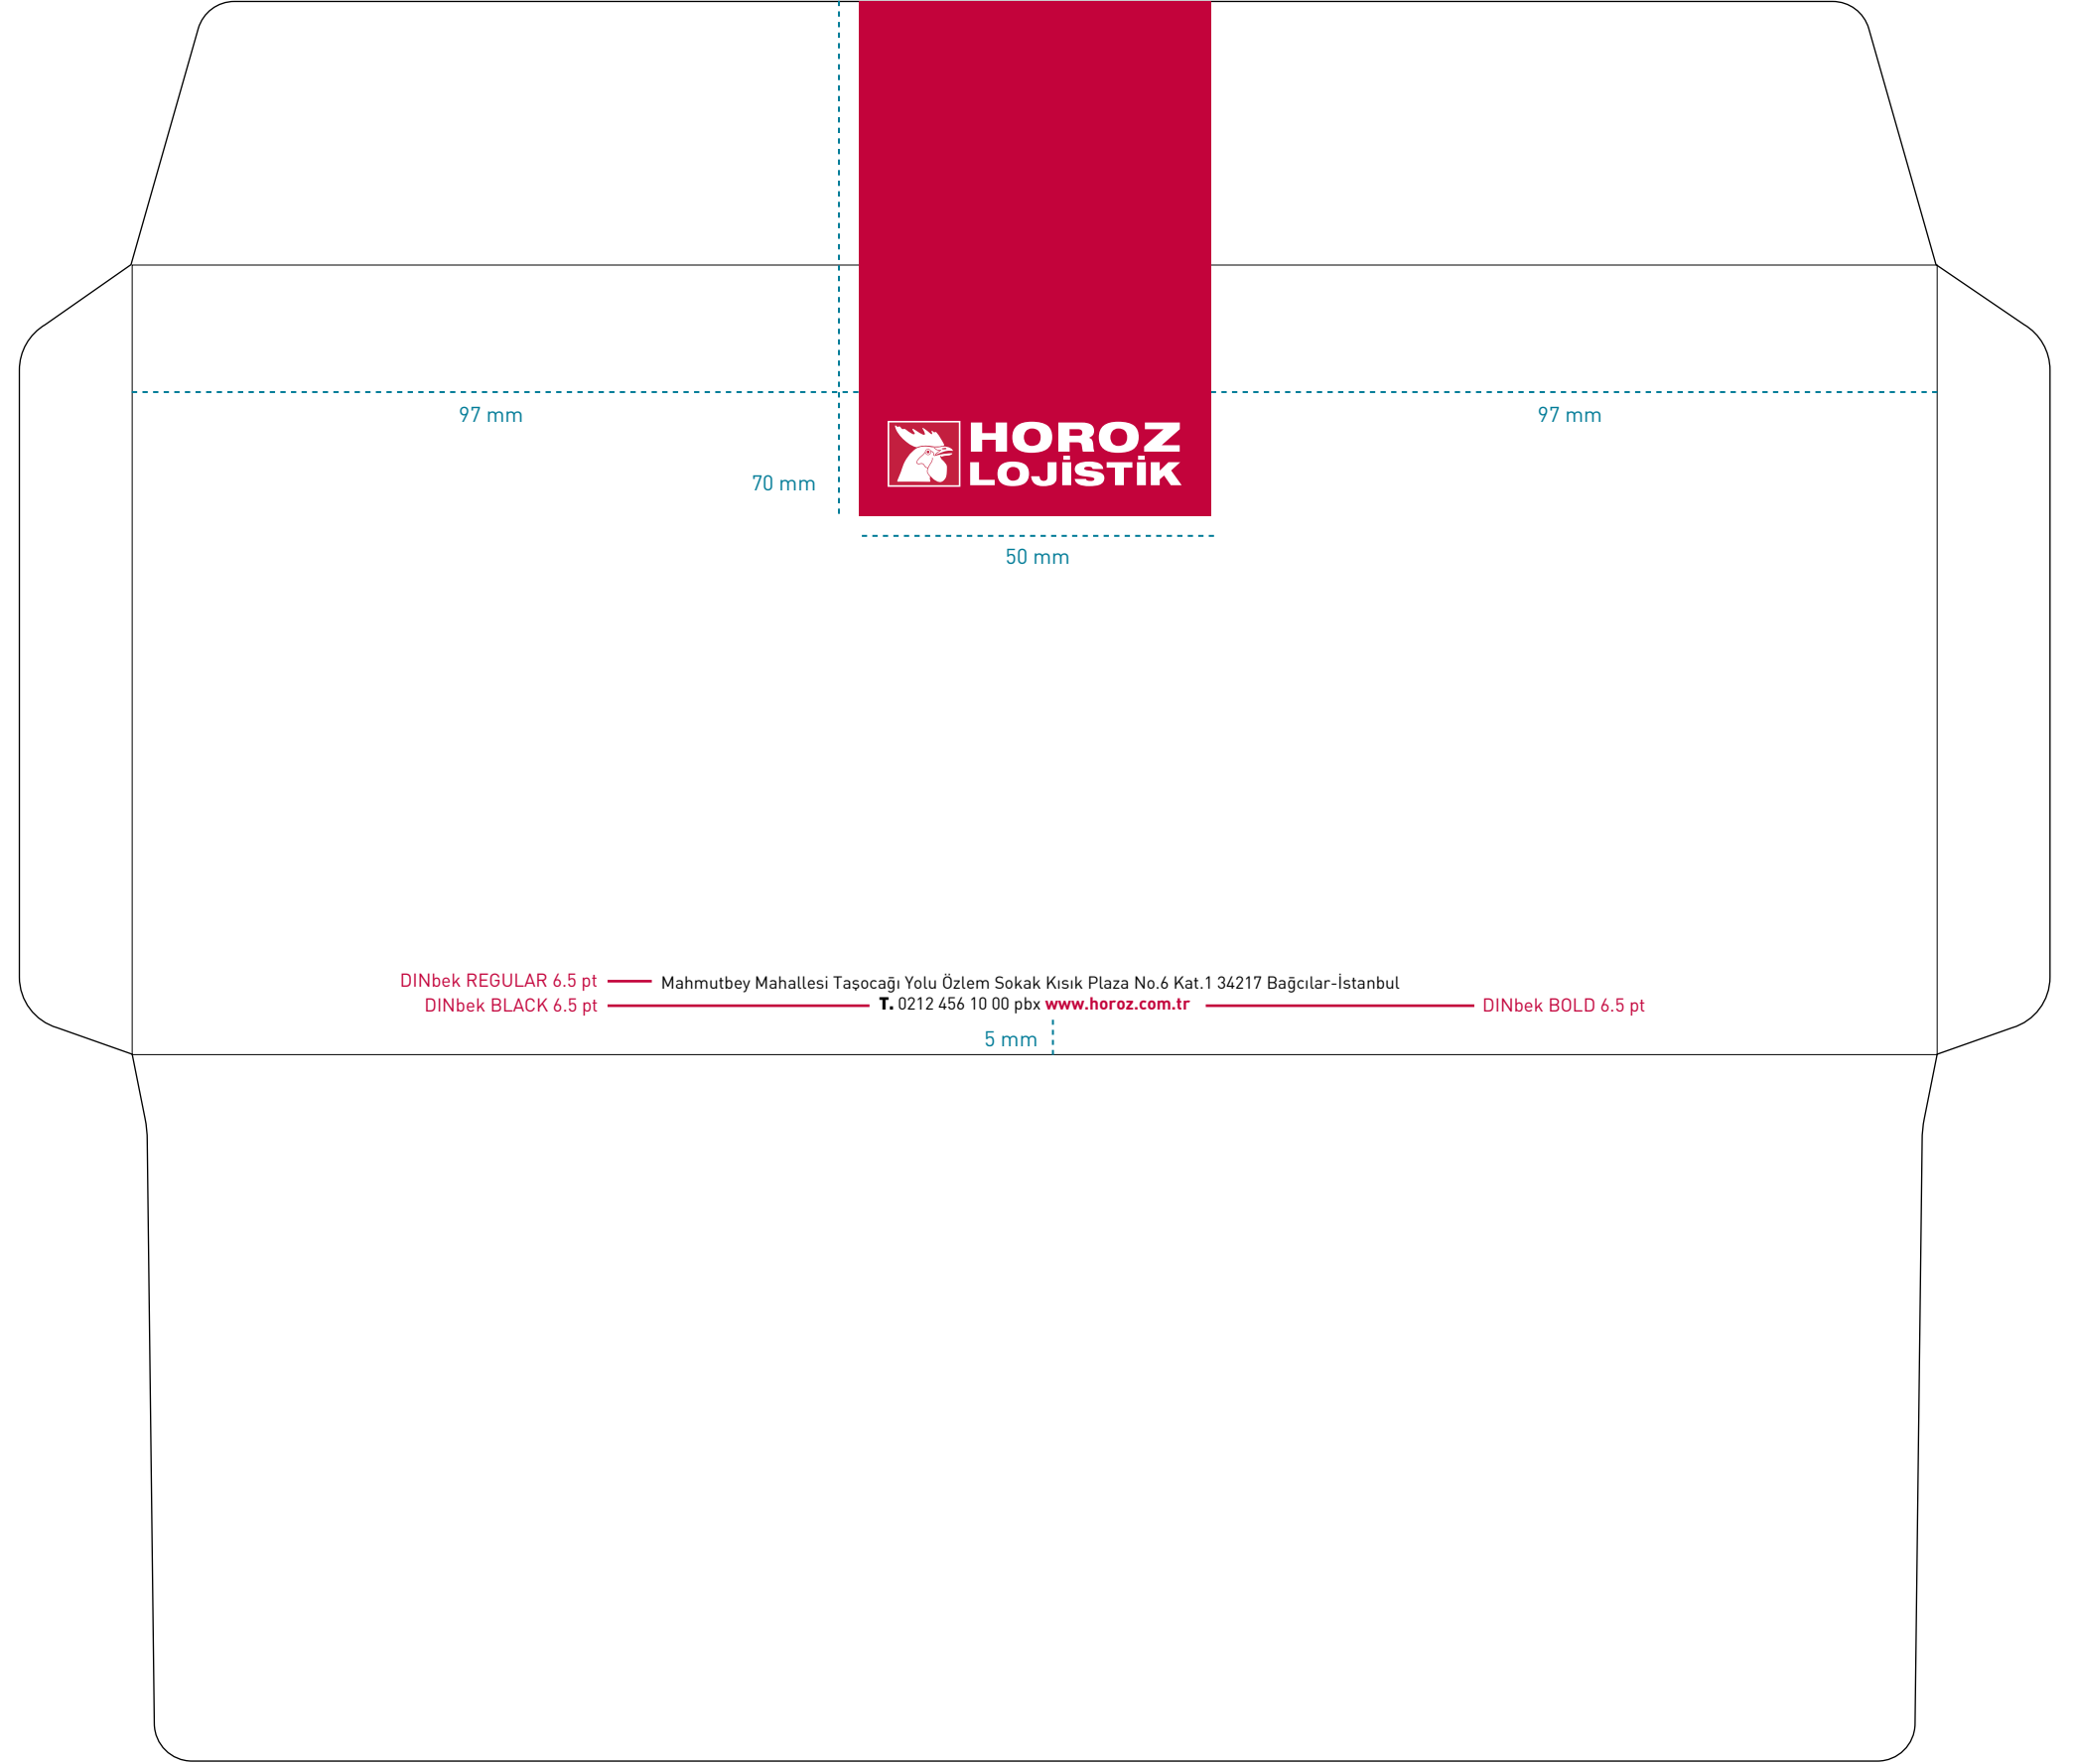 97 mm
97 mm
HOROZ
LOJİSTİK
70 mm
50 mm
DINbek REGULAR 6.5 pt
Mahmutbey Mahallesi Taşocağı Yolu Özlem Sokak Kısık Plaza No.6 Kat.1 34217 Bağcılar-İstanbul
DINbek BLACK 6.5 pt
T. 0212 456 10 00 pbx www.horoz.com.tr
DINbek BOLD 6.5 pt
5 mm